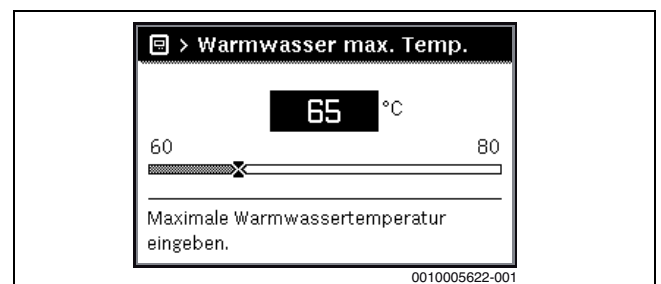 > Warmwasser max. Temp.
65 °C
60 80
Maximale Warmwassertemperatur
eingeben.
0010005622-001